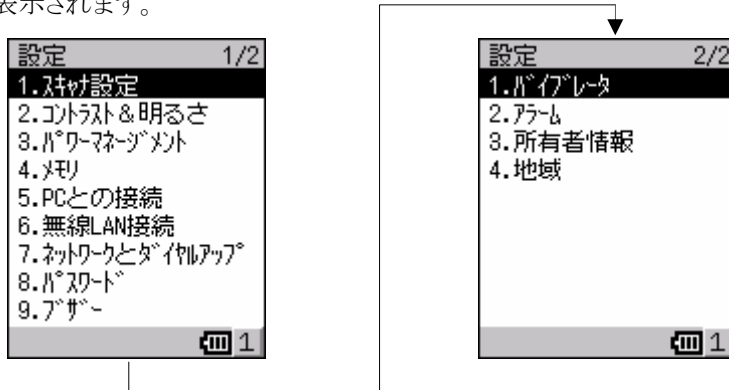 表示されます。
設定 1/2
1.ｽｷｬﾅ設定
2.ｺﾝﾄﾗｽﾄ＆明るさ
3.ﾊﾟﾜｰﾏﾈｰｼﾞﾒﾝﾄ
4.ﾒﾓﾘ
5.PCとの接続
6.無線LAN接続
7.ﾈｯﾄﾜｰｸとﾀﾞｲﾔﾙｱｯﾌﾟ
8.ﾊﾟｽﾜｰﾄﾞ
9.ﾌﾞｻﾞｰ
1
設定 2/2
1.ﾊﾞｲﾌﾞﾚｰﾀ
2.ｱﾗｰﾑ
3.所有者情報
4.地域
1